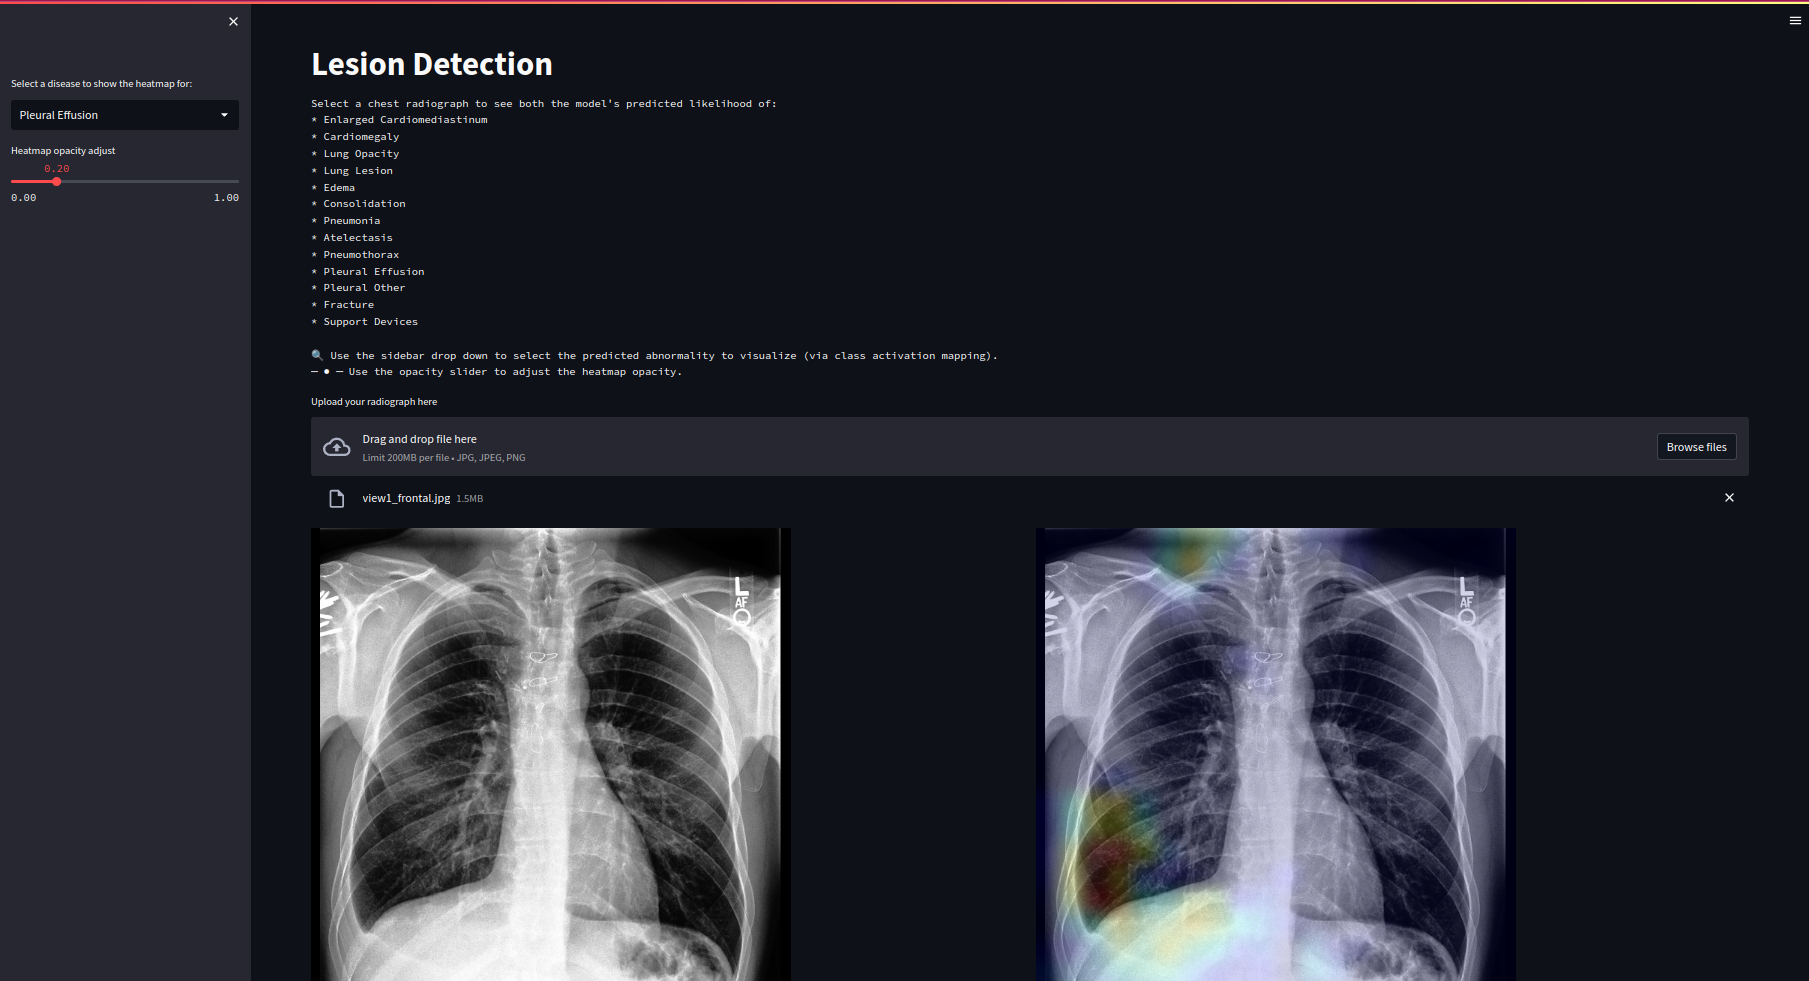 Select a disease to show the heatmap for:
Pleural Effusion
Heatmap opacity adjust
0.20
0.00 1.00
Lesion Detection
Select a chest radiograph to see both the model's predicted likelihood of:
* Enlarged Cardiomediastinum
* Cardiomegaly
* Lung Opacity
* Lung Lesion
* Edema
* Consolidation
* Pneumonia
* Atelectasis
* Pneumothorax
* Pleural Effusion
* Pleural Other
* Fracture
* Support Devices
🔍 Use the sidebar drop down to select the predicted abnormality to visualize (via class activation mapping).
— ● — Use the opacity slider to adjust the heatmap opacity.
Upload your radiograph here
Drag and drop file here
Limit 200MB per file • JPG, JPEG, PNG
Browse files
view1_frontal.jpg 1.5MB
L
AF
L
AF